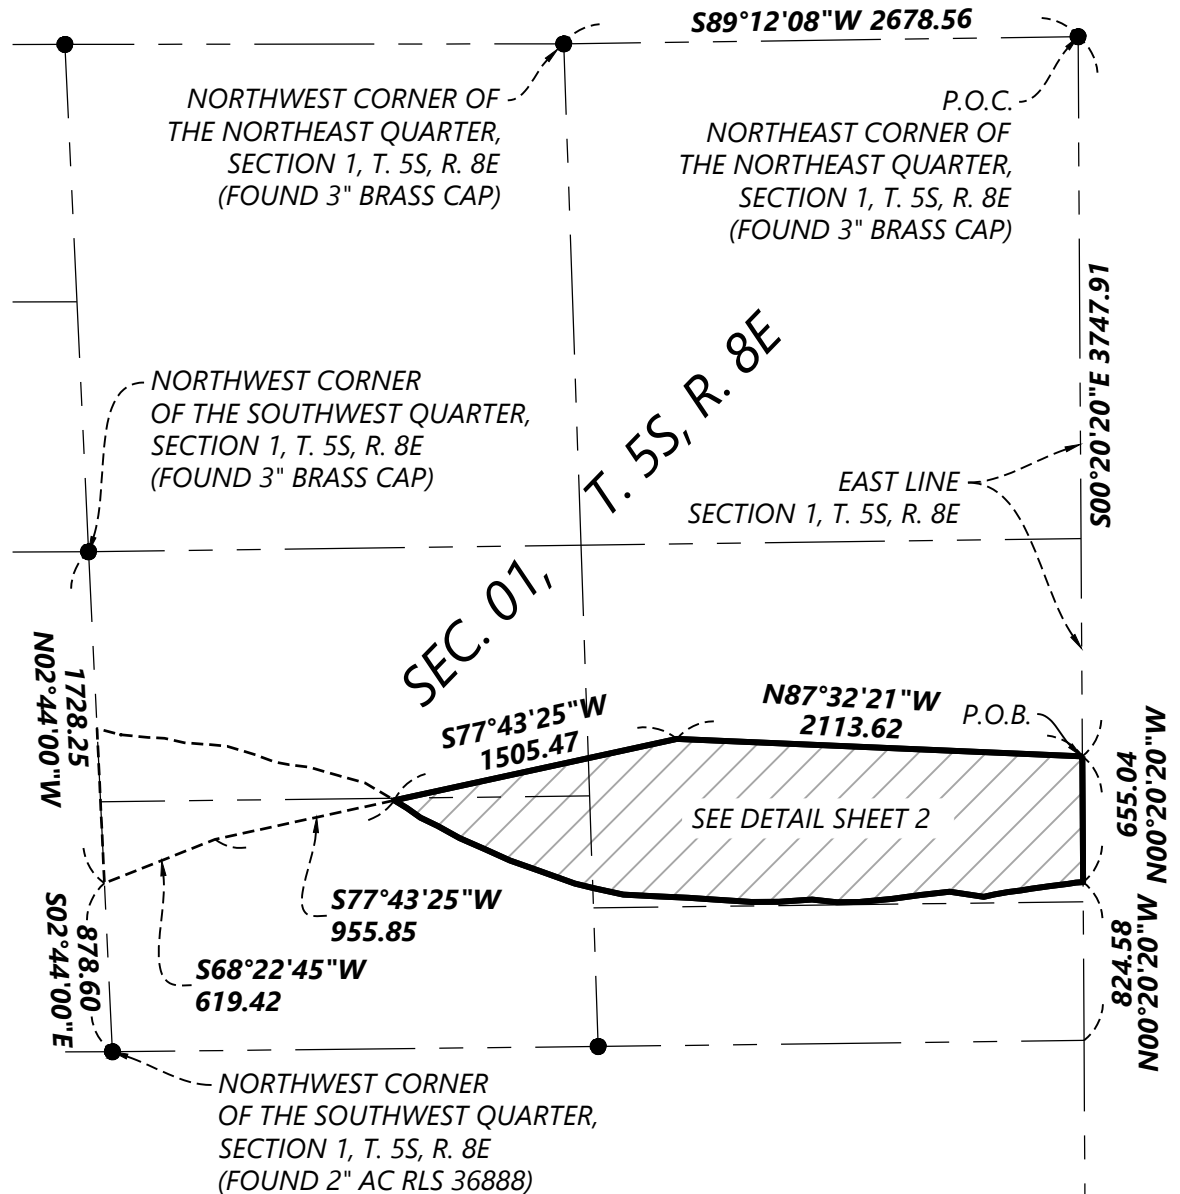 S89°12'08"W 2678.56
NORTHWEST CORNER OF
THE NORTHEAST QUARTER,
SECTION 1, T. 5S, R. 8E
(FOUND 3" BRASS CAP)
P.O.C.
NORTHEAST CORNER OF
THE NORTHEAST QUARTER,
SECTION 1, T. 5S, R. 8E
(FOUND 3" BRASS CAP)
S00°20'20"E 3747.91
NORTHWEST CORNER
OF THE SOUTHWEST QUARTER,
SECTION 1, T. 5S, R. 8E
(FOUND 3" BRASS CAP)
SEC. 01, T. 5S, R. 8E
EAST LINE
SECTION 1, T. 5S, R. 8E
1728.25
N02°44'00"W
S77°43'25"W
1505.47
N87°32'21"W
2113.62
P.O.B.
655.04
N00°20'20"W
SEE DETAIL SHEET 2
S77°43'25"W
955.85
S68°22'45"W
619.42
878.60
S02°44'00"E
824.58
N00°20'20"W
NORTHWEST CORNER
OF THE SOUTHWEST QUARTER,
SECTION 1, T. 5S, R. 8E
(FOUND 2" AC RLS 36888)